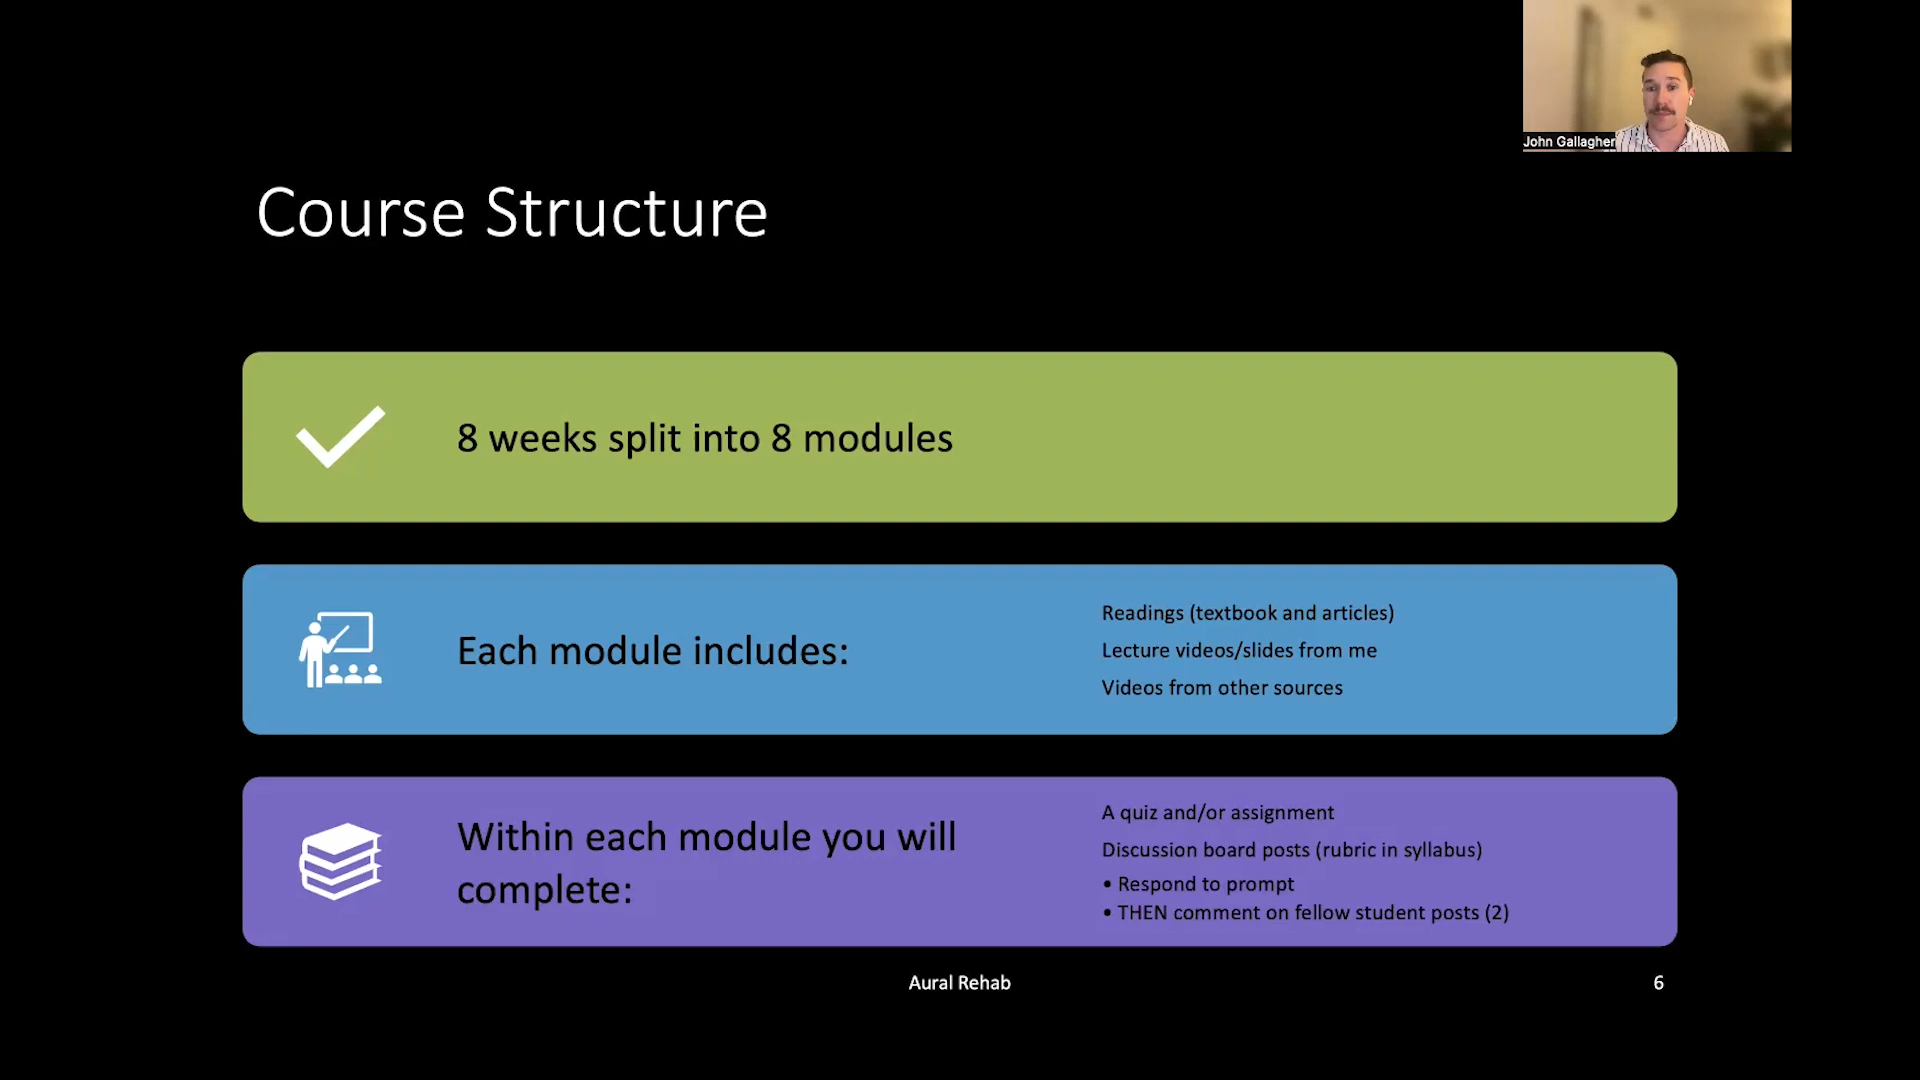 John Gallagher
Course Structure
8 weeks split into 8 modules
Each module includes:
Readings (textbook and articles)
Lecture videos/slides from me
Videos from other sources
Within each module you will
complete:
A quiz and/or assignment
Discussion board posts (rubric in syllabus)
• Respond to prompt
• THEN comment on fellow student posts (2)
Aural Rehab
6